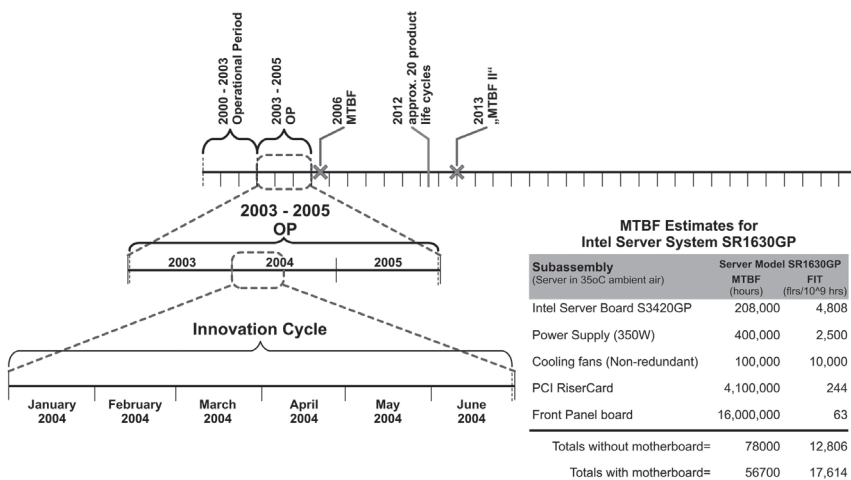 2000 - 2003
Operational Period
2003 - 2005
OP
2006
MTBF
2012
approx. 20 product
life cycles
2013
„MTBF II“
2003 - 2005
OP
2003
2004
2005
Innovation Cycle
January
2004
February
2004
March
2004
April
2004
May
2004
June
2004
MTBF Estimates for
Intel Server System SR1630GP
Subassembly
(Server in 35oC ambient air)
Server Model SR1630GP
MTBF
(hours)
FIT
(flrs/10^9 hrs)
Intel Server Board S3420GP 208,000 4,808
Power Supply (350W) 400,000 2,500
Cooling fans (Non-redundant) 100,000 10,000
PCI RiserCard 4,100,000 244
Front Panel board 16,000,000 63
Totals without motherboard= 78000 12,806
Totals with motherboard= 56700 17,614